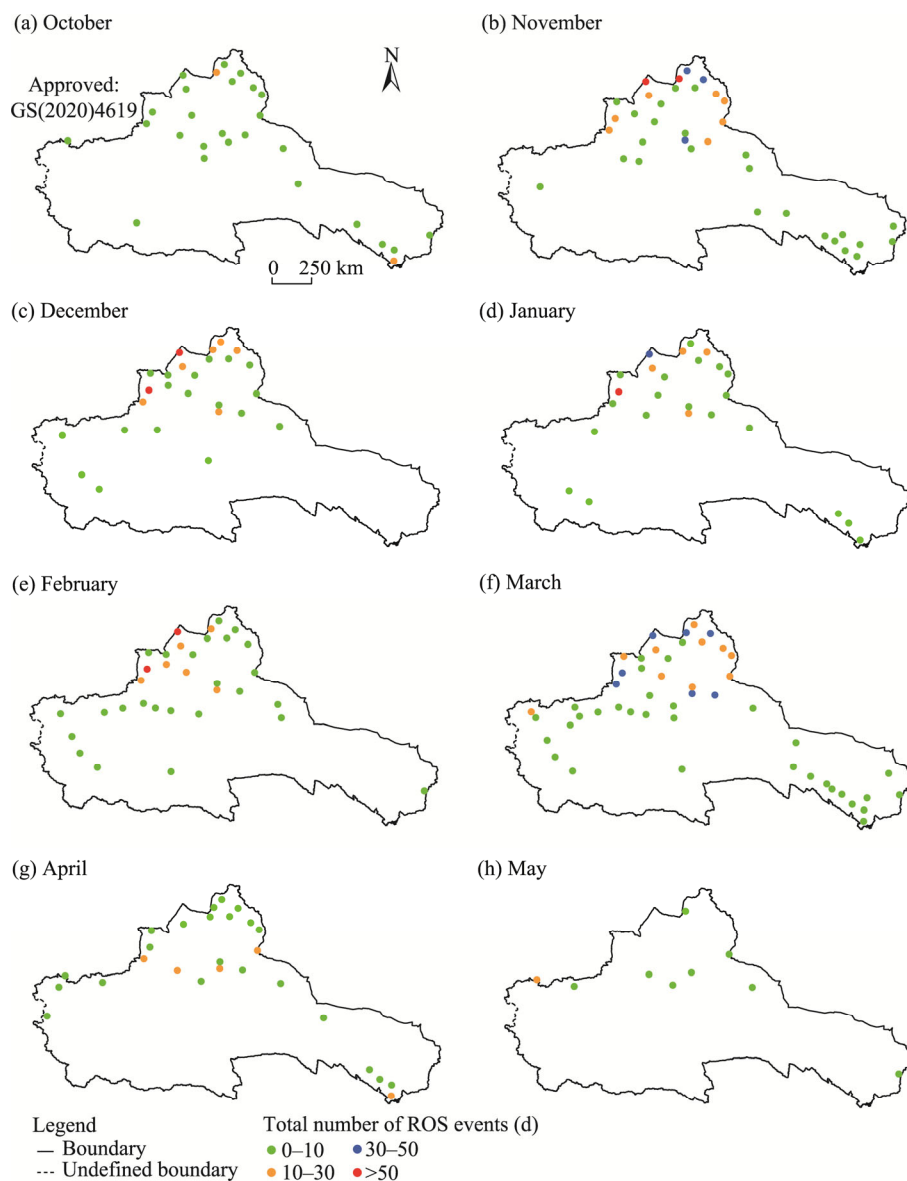 (a) October
(b) November
N
Approved:
GS(2020)4619
0 250 km
(c) December
(d) January
(e) February
(f) March
(g) April
(h) May
Legend
Boundary
Undefined boundary
Total number of ROS events (d)
0–10
30–50
10–30
>50